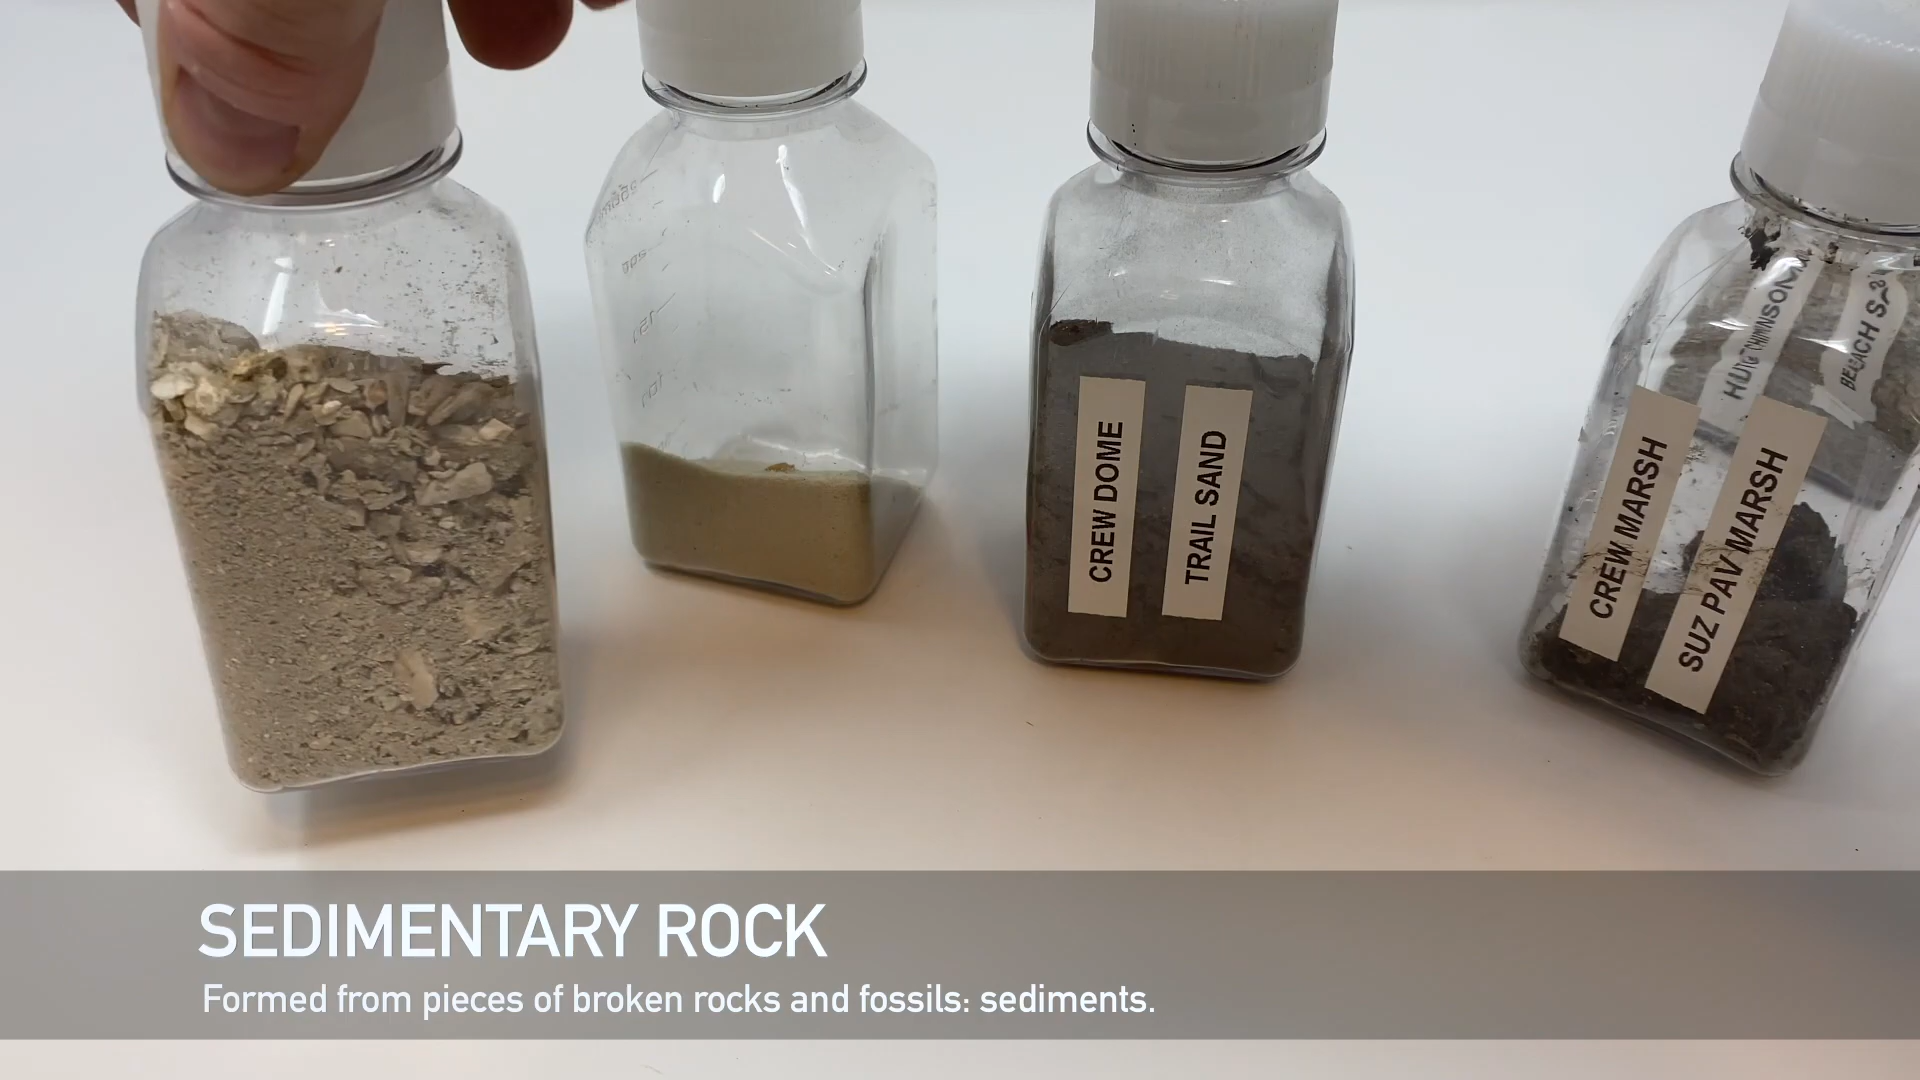 CREW DOME
TRAIL SAND
CREW MARSH
SUZ PAV MARSH
SEDIMENTARY ROCK
Formed from pieces of broken rocks and fossils: sediments.